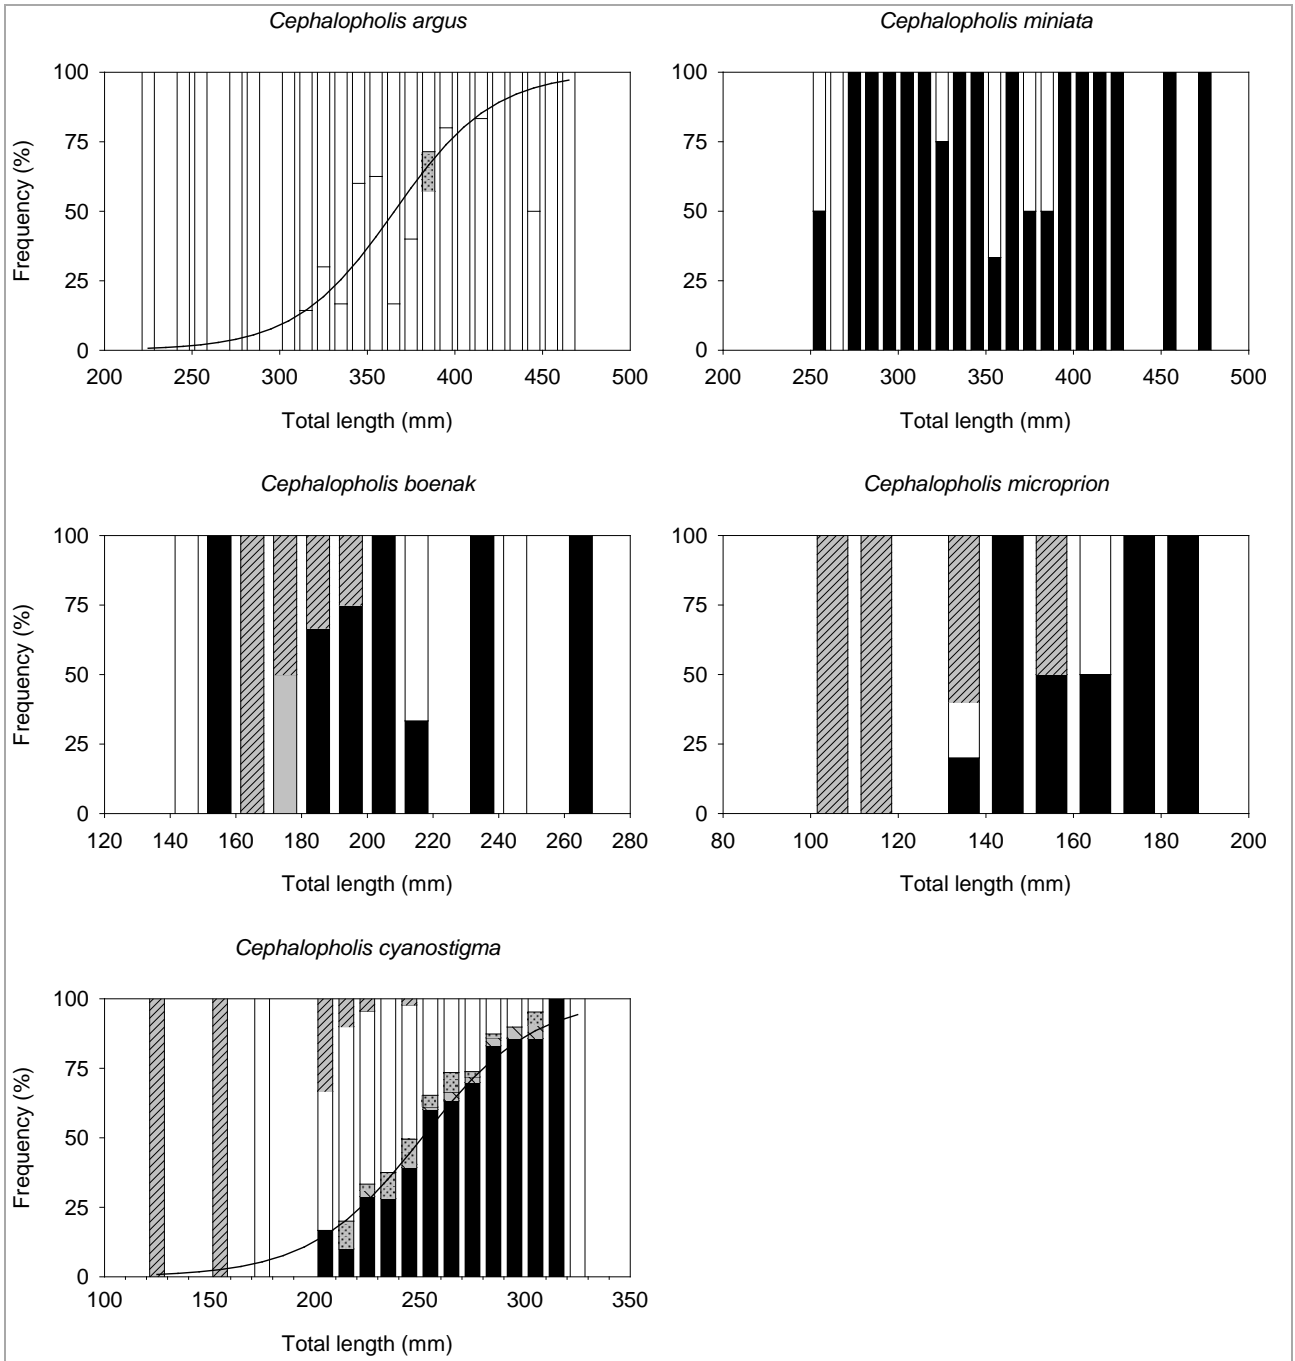 Cephalopholis argus
Cephalopholis miniata
100
75
50
25
0
Frequency (%)
200 250 300 350 400 450 500
Total length (mm)
100
75
50
25
0
Frequency (%)
200 250 300 350 400 450 500
Total length (mm)
Cephalopholis boenak
Cephalopholis microprion
100
75
50
25
0
Frequency (%)
120 140 160 180 200 220 240 260 280
Total length (mm)
100
75
50
25
0
80 100 120 140 160 180 200
Total length (mm)
Cephalopholis cyanostigma
100
75
50
25
0
Frequency (%)
100 150 200 250 300 350
Total length (mm)